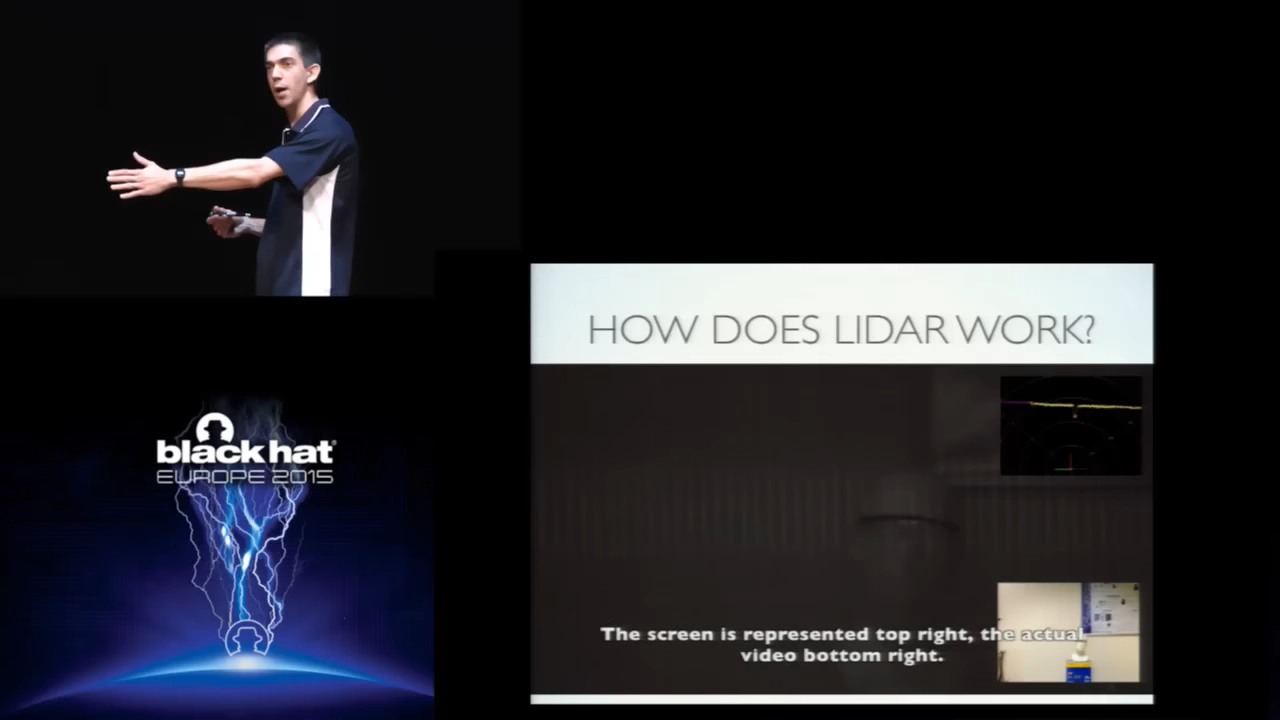 HOW DOES LIDAR WORK?
black hat
EUROPE 2015
The screen is represented top right, the actual
video bottom right.